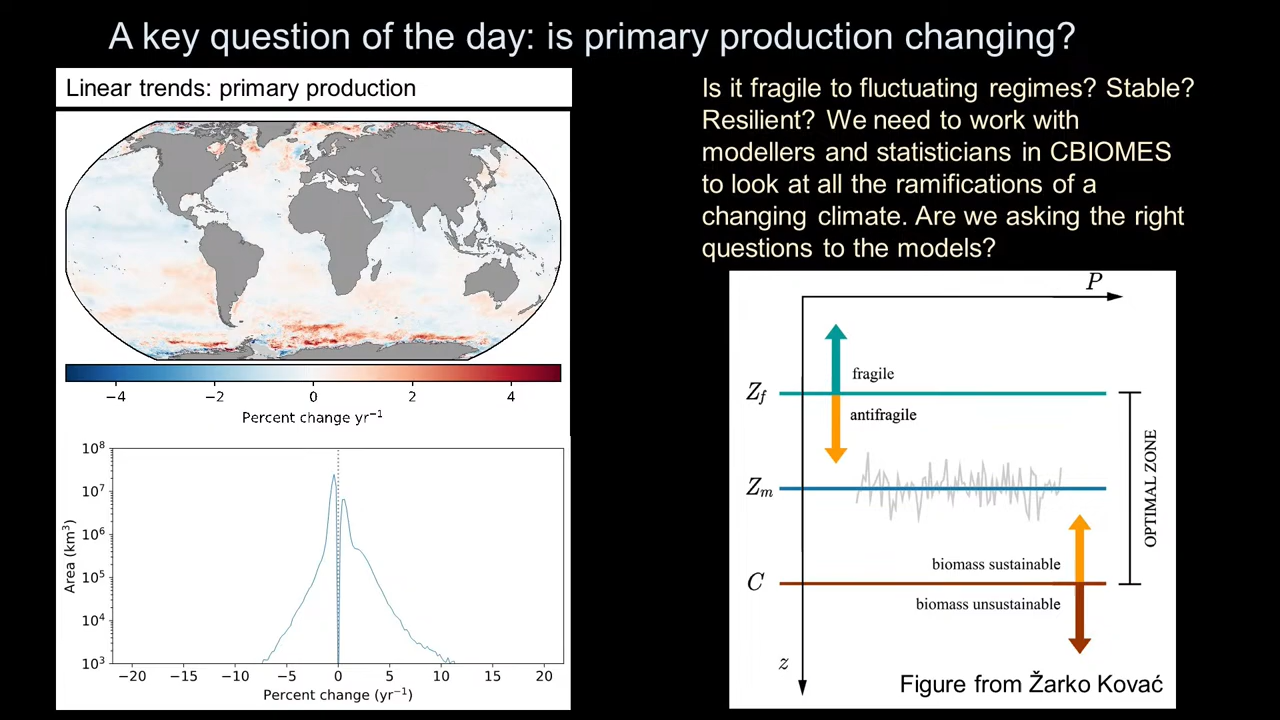 A key question of the day: is primary production changing?
Linear trends: primary production
−4 −2 0 2 4
Percent change yr⁻¹
10⁸
10⁷
10⁶
10⁵
10⁴
10³
Area (km³)
−20 −15 −10 −5 0 5 10 15 20
Percent change (yr⁻¹)
Is it fragile to fluctuating regimes? Stable?
Resilient? We need to work with
modellers and statisticians in CBIOMES
to look at all the ramifications of a
changing climate. Are we asking the right
questions to the models?
P
fragile
Z_f
antifragile
Z_m
OPTIMAL ZONE
biomass sustainable
C
biomass unsustainable
z
Figure from Žarko Kovać